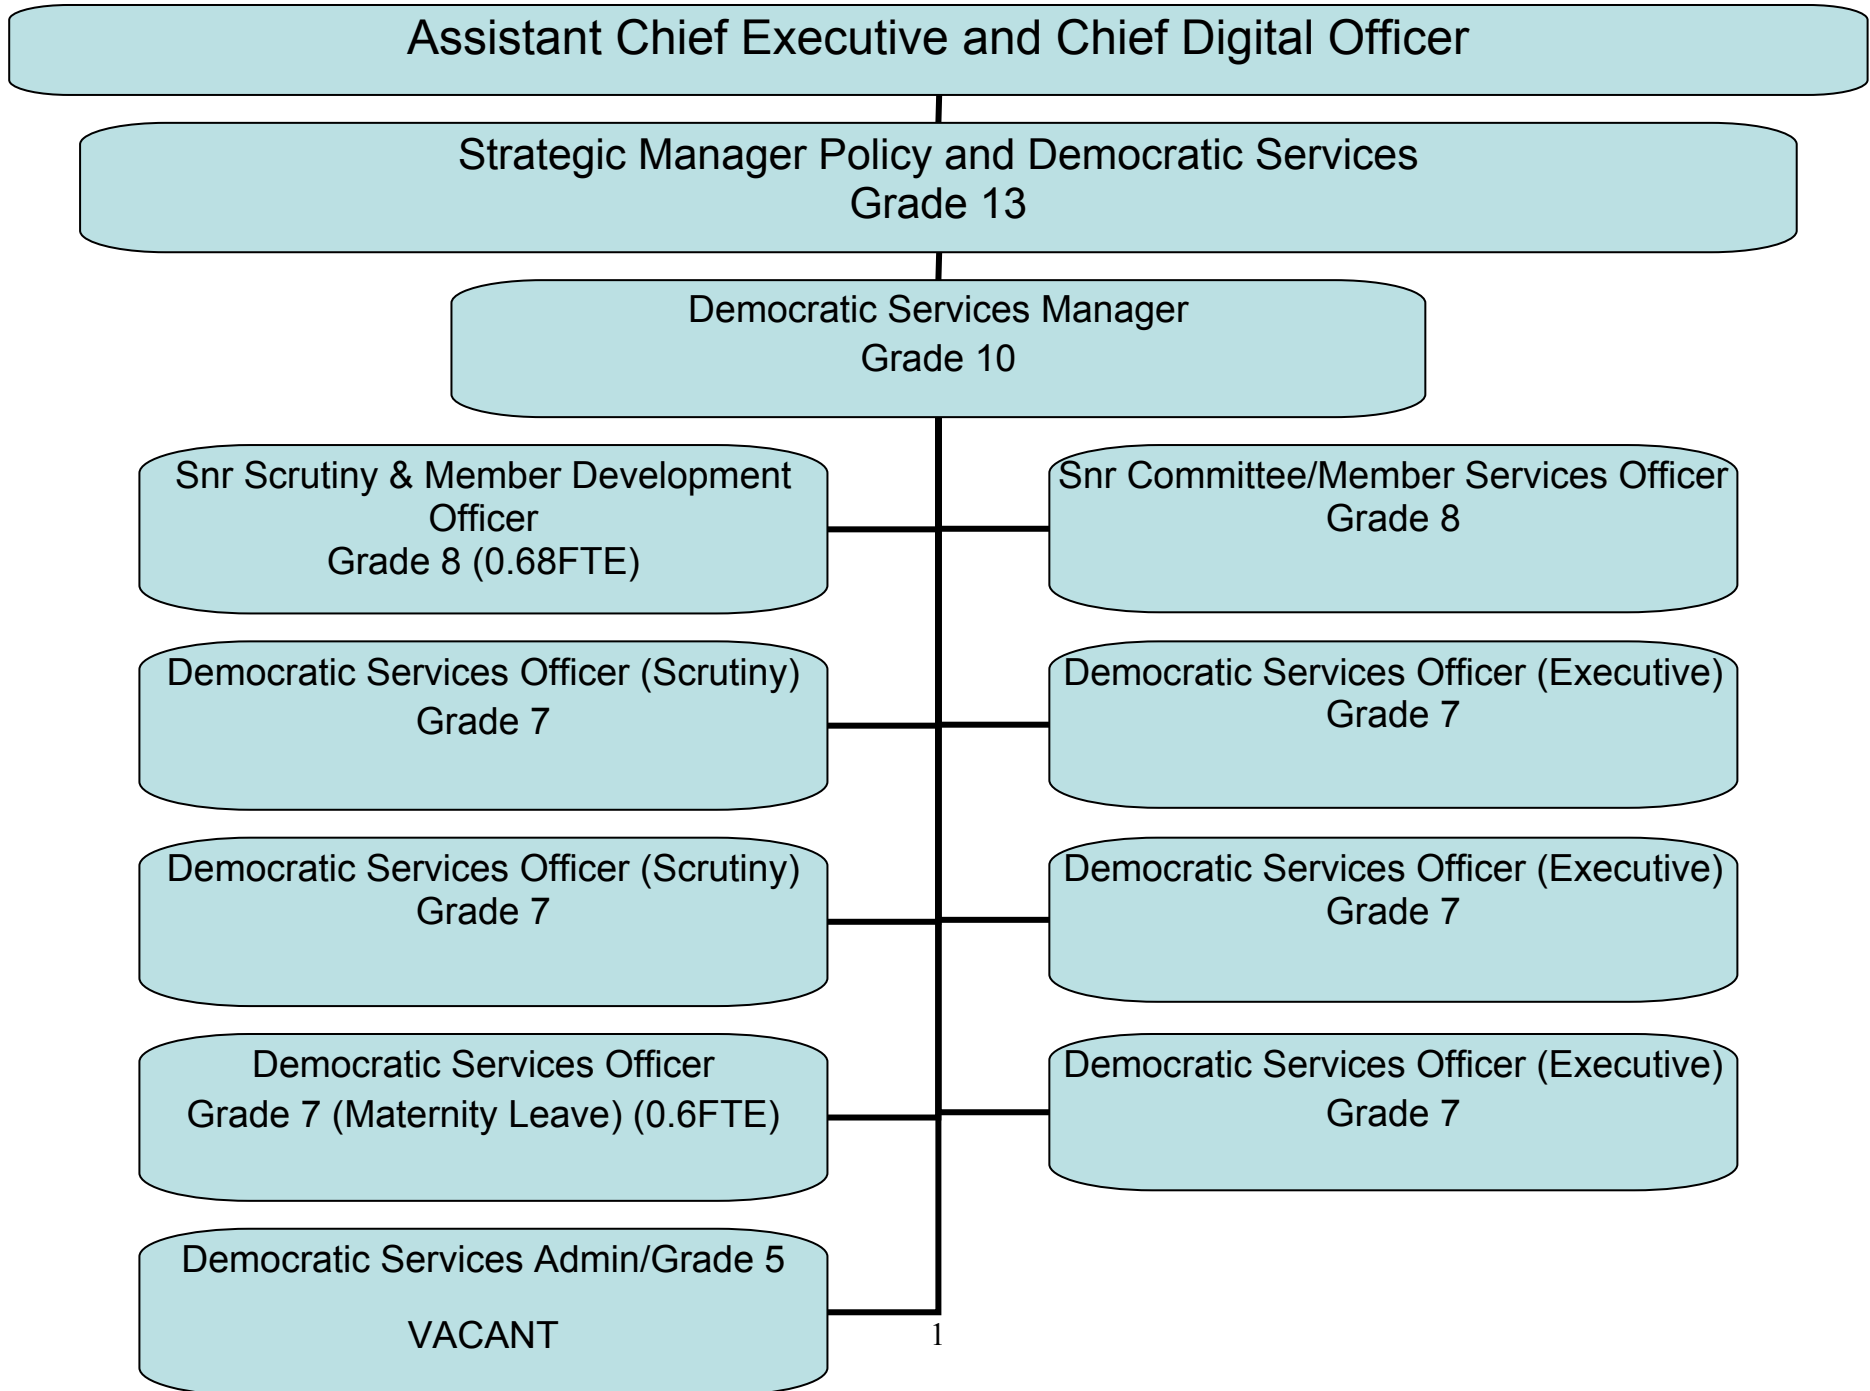 Assistant Chief Executive and Chief Digital Officer
Strategic Manager Policy and Democratic Services
Grade 13
Democratic Services Manager
Grade 10
Snr Scrutiny & Member Development
Officer
Grade 8 (0.68FTE)
Snr Committee/Member Services Officer
Grade 8
Democratic Services Officer (Scrutiny)
Grade 7
Democratic Services Officer (Executive)
Grade 7
Democratic Services Officer (Scrutiny)
Grade 7
Democratic Services Officer (Executive)
Grade 7
Democratic Services Officer
Grade 7 (Maternity Leave) (0.6FTE)
Democratic Services Officer (Executive)
Grade 7
Democratic Services Admin/Grade 5
VACANT
1